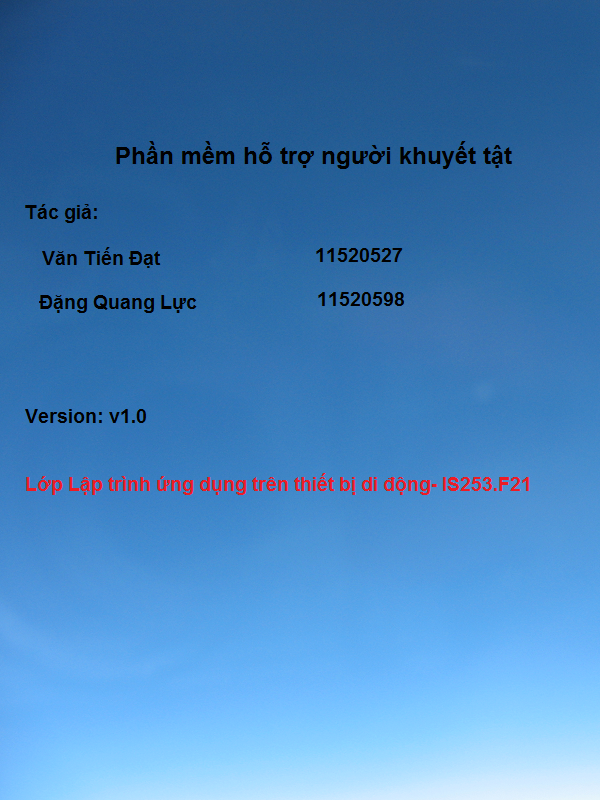 Phần mềm hỗ trợ người khuyết tật
Tác giả:
Văn Tiến Đạt 11520527
Đặng Quang Lực 11520598
Version: v1.0
Lớp Lập trình ứng dụng trên thiết bị di động- IS253.F21